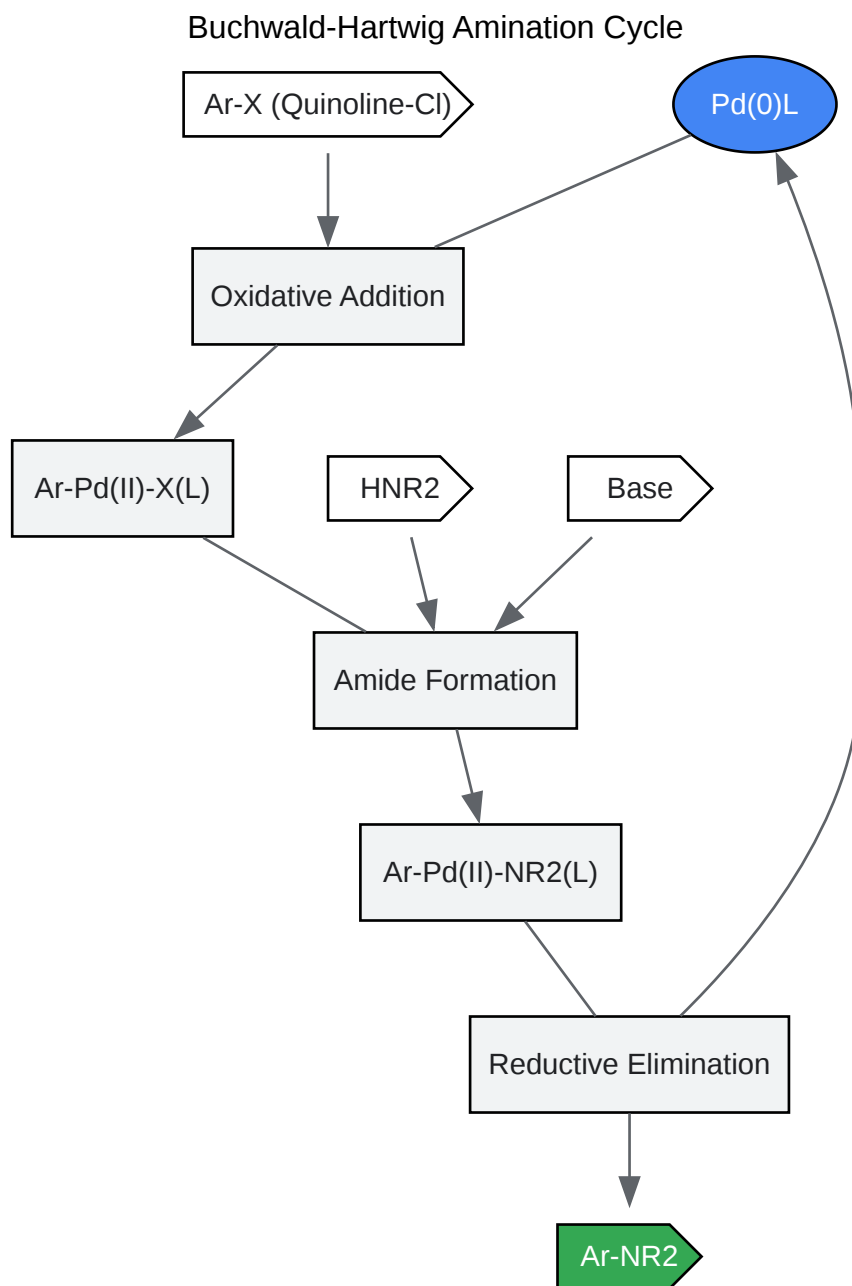 Buchwald-Hartwig Amination Cycle
Ar-X (Quinoline-Cl)
Pd(0)L
Oxidative Addition
Ar-Pd(II)-X(L)
HNR2
Base
Amide Formation
Ar-Pd(II)-NR2(L)
Reductive Elimination
Ar-NR2